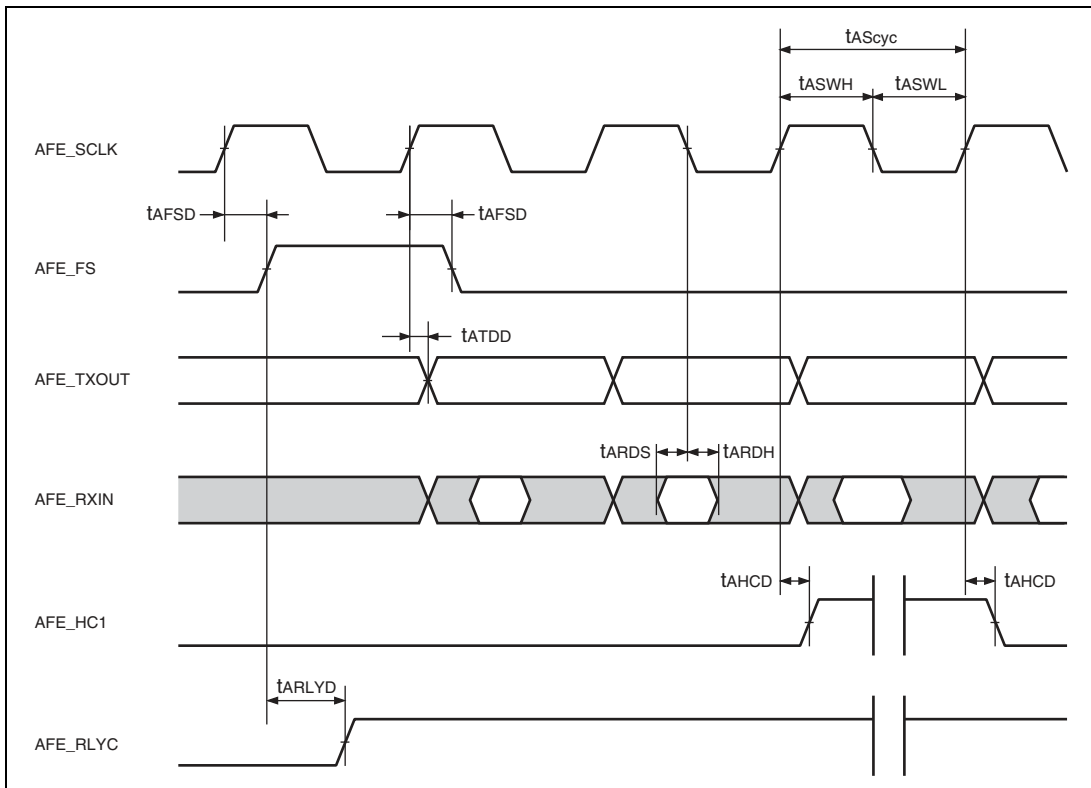 tAScyc
tASWH
tASWL
AFE_SCLK
tAFSD
tAFSD
AFE_FS
tATDD
AFE_TXOUT
tARDS
tARDH
AFE_RXIN
tAHCD
tAHCD
AFE_HC1
tARLYD
AFE_RLYC